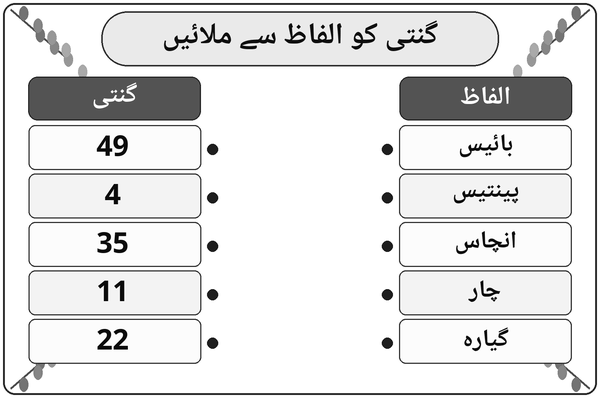 گنتی کو الفاظ سے ملائیں
الفاظ گنتی
بائیس 49
پینتیس 4
انچاس 35
چار 11
گیارہ 22